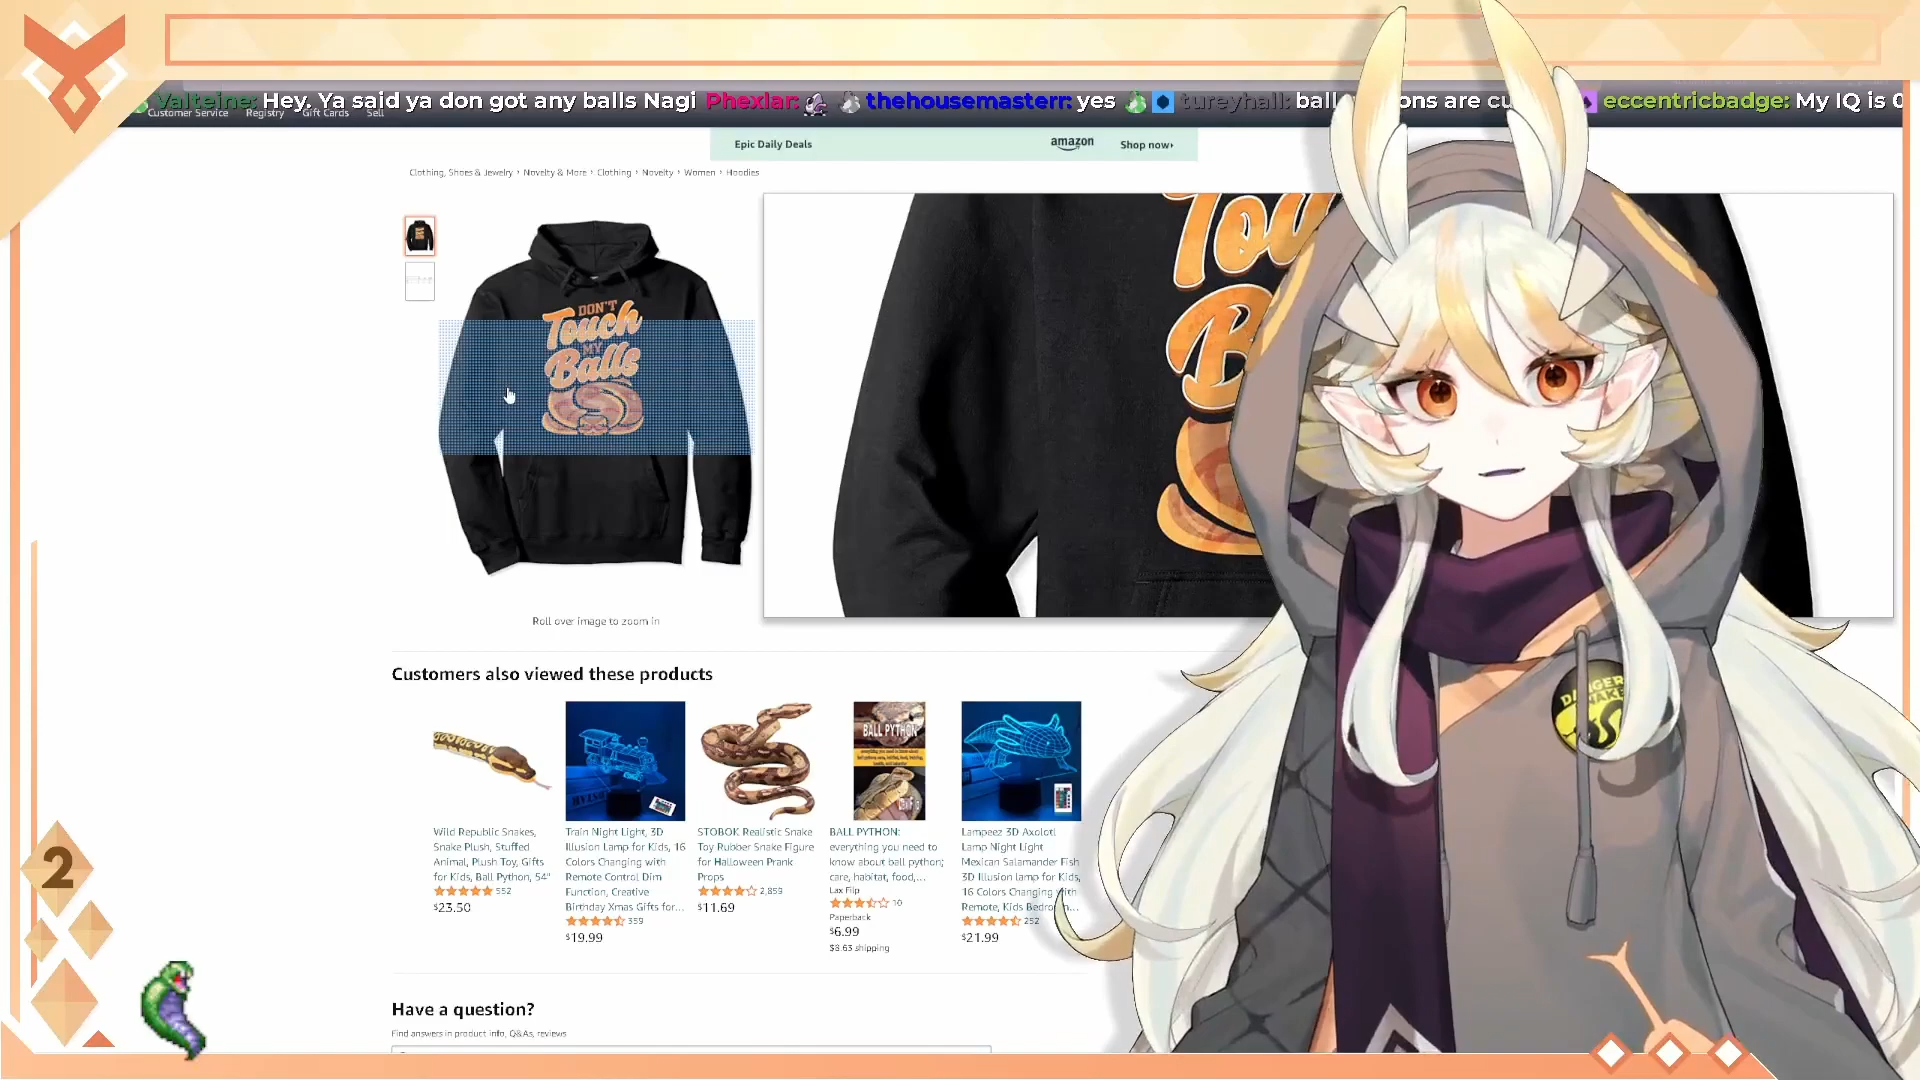 Valteine: Hey. Ya said ya don got any balls Nagi Phexlar: thehousemasterr: yes tureyhall: ball ons are cu eccentricbadge: My IQ is 0
Customer Service Registry Gift Cards Sell
Epic Daily Deals amazon Shop now›
Clothing, Shoes & Jewelry › Novelty & More › Clothing › Novelty › Women › Hoodies
DON'T
Touch
MY
Balls
Tou
B
Roll over image to zoom in
Customers also viewed these products
BALL PYTHON
Wild Republic Snakes,
Snake Plush, Stuffed
Animal, Plush Toy, Gifts
for Kids, Ball Python, 54"
552
$23.50
Train Night Light, 3D
Illusion Lamp for Kids, 16
Colors Changing with
Remote Control Dim
Function, Creative
Birthday Xmas Gifts for...
359
$19.99
STOBOK Realistic Snake
Toy Rubber Snake Figure
for Halloween Prank
Props
2,859
$11.69
BALL PYTHON:
everything you need to
know about ball python;
care, habitat, food,...
Lax Flip
10
Paperback
$6.99
$8.63 shipping
Lampeez 3D Axolotl
Lamp Night Light
Mexican Salamander Fish
3D Illusion lamp for Kids,
16 Colors Changing with
Remote, Kids Bedroom...
252
$21.99
DANGER
2
Have a question?
Find answers in product info, Q&As, reviews